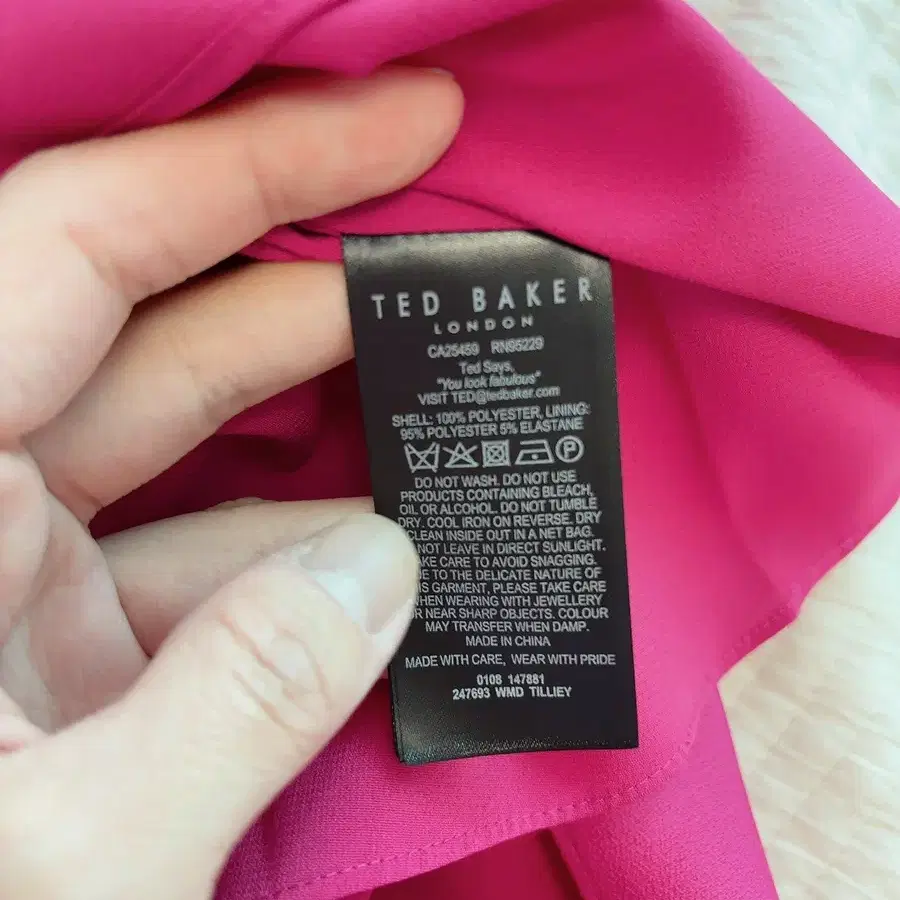 TED BAKER
LONDON
CA25459 RN95229
Ted Says,
"You look fabulous"
VISIT TED@tedbaker.com
SHELL: 100% POLYESTER, LINING:
95% POLYESTER 5% ELASTANE
P
DO NOT WASH. DO NOT USE
PRODUCTS CONTAINING BLEACH,
OIL OR ALCOHOL. DO NOT TUMBLE
DRY. COOL IRON ON REVERSE. DRY
CLEAN INSIDE OUT IN A NET BAG.
NOT LEAVE IN DIRECT SUNLIGHT.
AKE CARE TO AVOID SNAGGING.
UE TO THE DELICATE NATURE OF
IS GARMENT, PLEASE TAKE CARE
WHEN WEARING WITH JEWELLERY
OR NEAR SHARP OBJECTS. COLOUR
MAY TRANSFER WHEN DAMP.
MADE IN CHINA
MADE WITH CARE, WEAR WITH PRIDE
0108 147881
247693 WMD TILLIEY